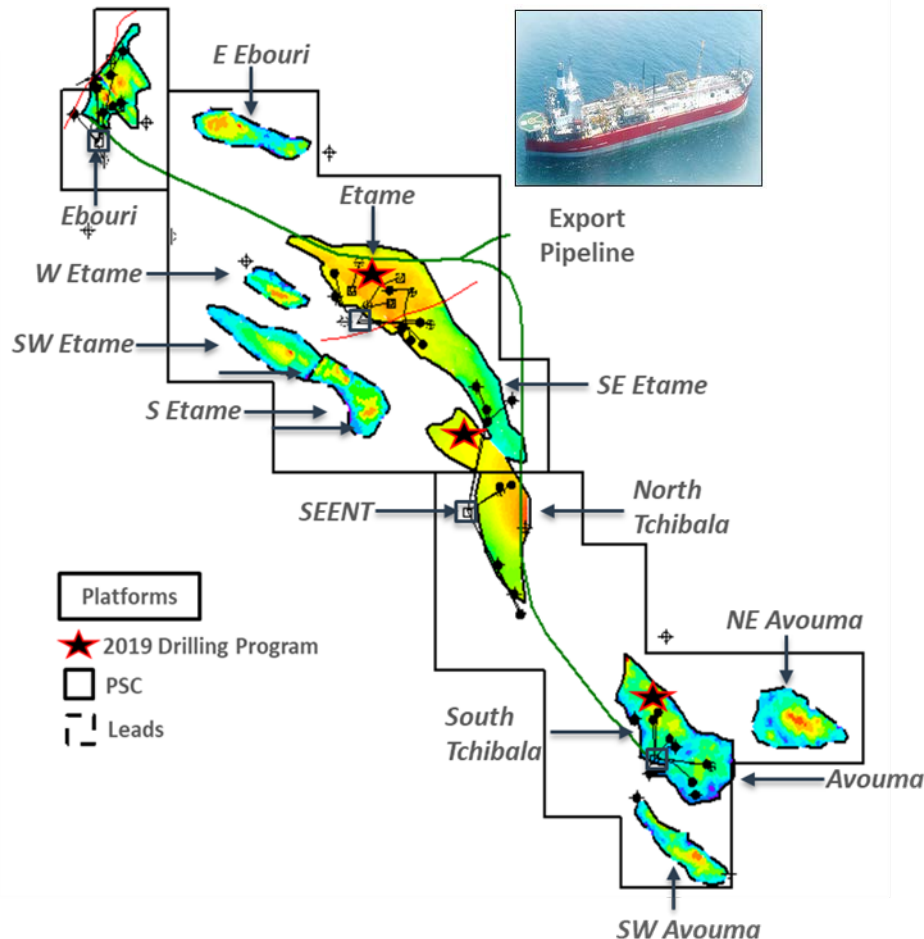 E Ebouri
Etame
Ebouri
Export
Pipeline
W Etame
SW Etame
SE Etame
S Etame
SEENT
North
Tchibala
Platforms
2019 Drilling Program
PSC
Leads
NE Avouma
South
Tchibala
Avouma
SW Avouma